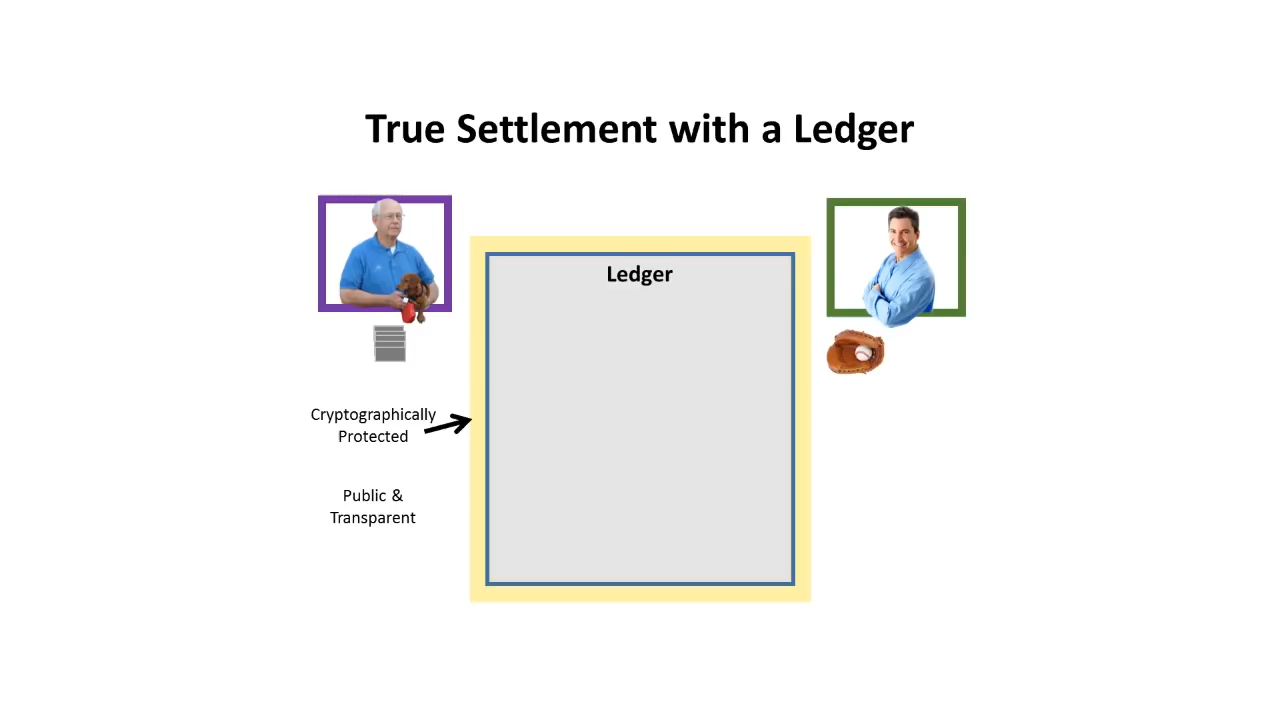 True Settlement with a Ledger
Ledger
Cryptographically
Protected
Public &
Transparent